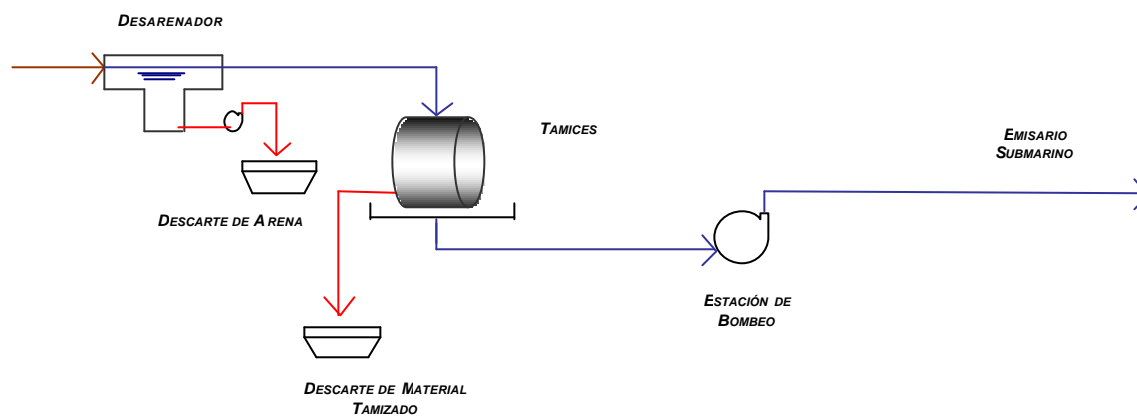 DESARENADOR
TAMICES
EMISARIO
SUBMARINO
DESCARTE DE ARENA
ESTACIÓN DE
BOMBEO
DESCARTE DE MATERIAL
TAMIZADO